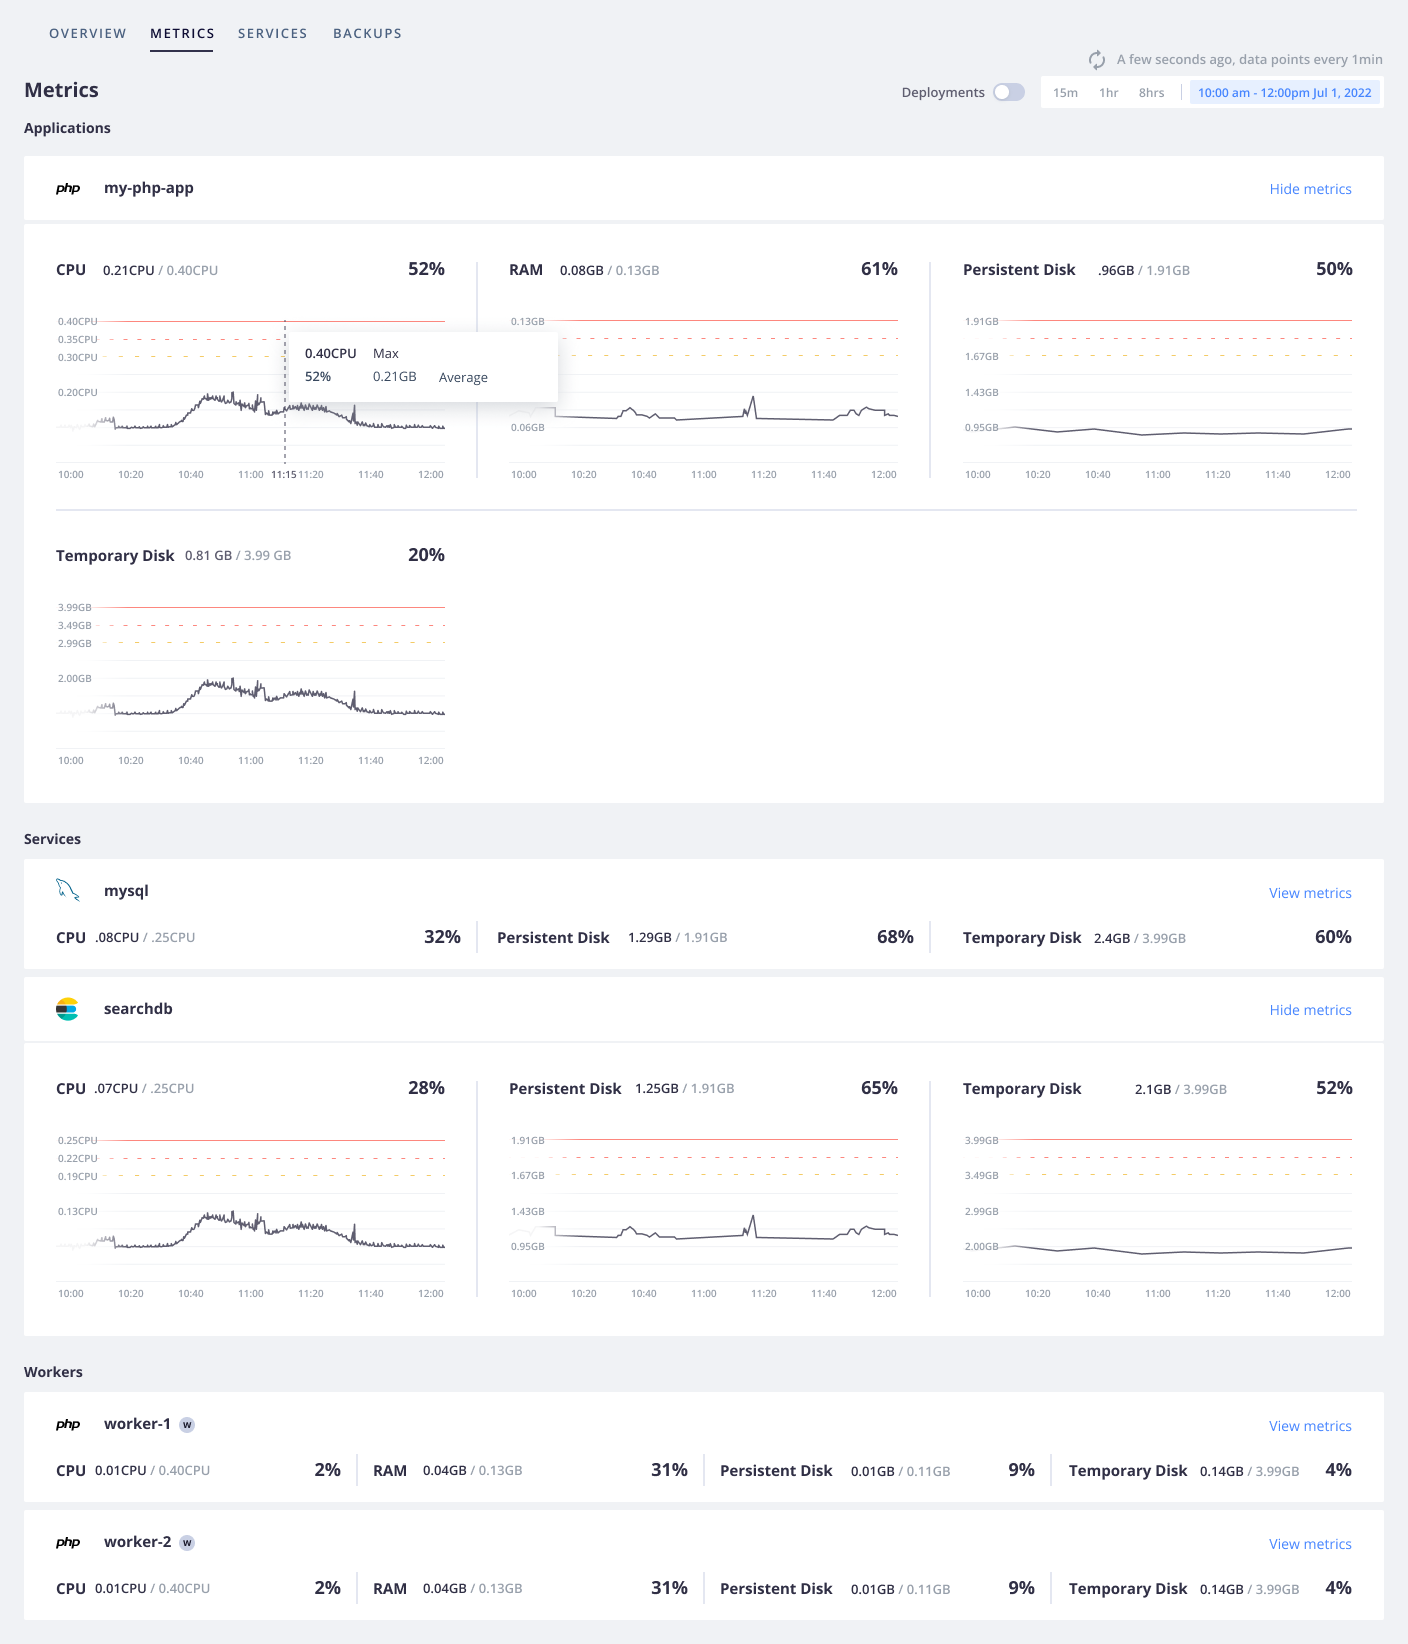 OVERVIEW METRICS SERVICES BACKUPS
A few seconds ago, data points every 1min
Metrics
Deployments 15m 1hr 8hrs 10:00 am - 12:00pm Jul 1, 2022
Applications
php my-php-app Hide metrics
CPU 0.21CPU / 0.40CPU 52%
0.40CPU
0.35CPU
0.30CPU
0.20CPU
10:00 10:20 10:40 11:00 11:15 11:20 11:40 12:00
0.40CPU Max
52% 0.21GB Average
RAM 0.08GB / 0.13GB 61%
0.13GB
0.06GB
10:00 10:20 10:40 11:00 11:20 11:40 12:00
Persistent Disk .96GB / 1.91GB 50%
1.91GB
1.67GB
1.43GB
0.95GB
10:00 10:20 10:40 11:00 11:20 11:40 12:00
Temporary Disk 0.81 GB / 3.99 GB 20%
3.99GB
3.49GB
2.99GB
2.00GB
10:00 10:20 10:40 11:00 11:20 11:40 12:00
Services
mysql View metrics
CPU .08CPU / .25CPU 32% Persistent Disk 1.29GB / 1.91GB 68% Temporary Disk 2.4GB / 3.99GB 60%
searchdb Hide metrics
CPU .07CPU / .25CPU 28%
0.25CPU
0.22CPU
0.19CPU
0.13CPU
10:00 10:20 10:40 11:00 11:20 11:40 12:00
Persistent Disk 1.25GB / 1.91GB 65%
1.91GB
1.67GB
1.43GB
0.95GB
10:00 10:20 10:40 11:00 11:20 11:40 12:00
Temporary Disk 2.1GB / 3.99GB 52%
3.99GB
3.49GB
2.99GB
2.00GB
10:00 10:20 10:40 11:00 11:20 11:40 12:00
Workers
php worker-1 W View metrics
CPU 0.01CPU / 0.40CPU 2% RAM 0.04GB / 0.13GB 31% Persistent Disk 0.01GB / 0.11GB 9% Temporary Disk 0.14GB / 3.99GB 4%
php worker-2 W View metrics
CPU 0.01CPU / 0.40CPU 2% RAM 0.04GB / 0.13GB 31% Persistent Disk 0.01GB / 0.11GB 9% Temporary Disk 0.14GB / 3.99GB 4%